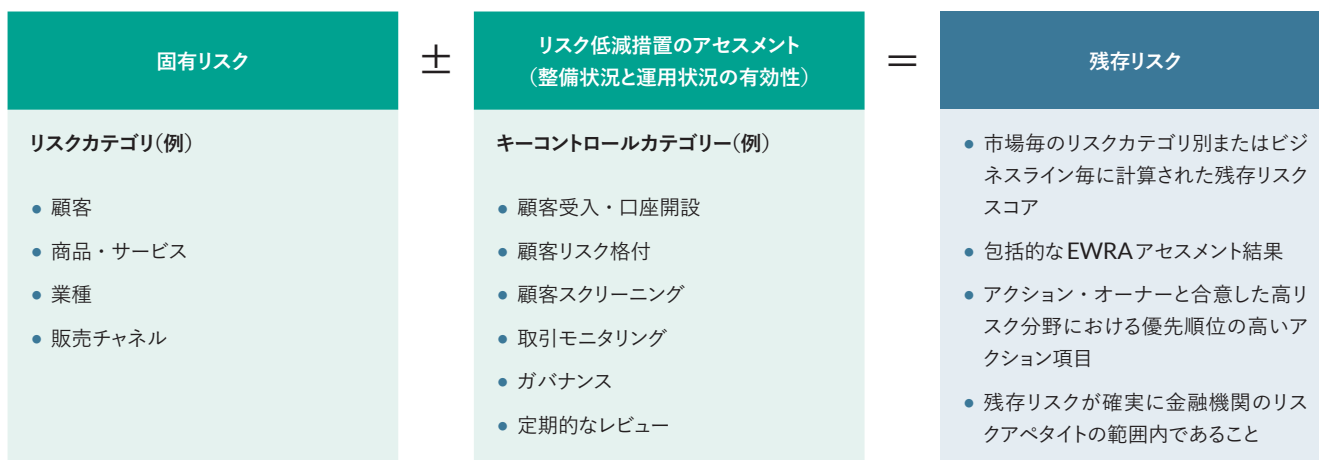 固有リスク
±
リスク低減措置のアセスメント
(整備状況と運用状況の有効性)
=
残存リスク
リスクカテゴリ(例)
• 顧客
• 商品・サービス
• 業種
• 販売チャネル
キーコントロールカテゴリー(例)
• 顧客受入・口座開設
• 顧客リスク格付
• 顧客スクリーニング
• 取引モニタリング
• ガバナンス
• 定期的なレビュー
• 市場毎のリスクカテゴリ別またはビジ
ネスライン毎に計算された残存リスク
スコア
• 包括的なEWRAアセスメント結果
• アクション・オーナーと合意した高リ
スク分野における優先順位の高いア
クション項目
• 残存リスクが確実に金融機関のリス
クアペタイトの範囲内であること